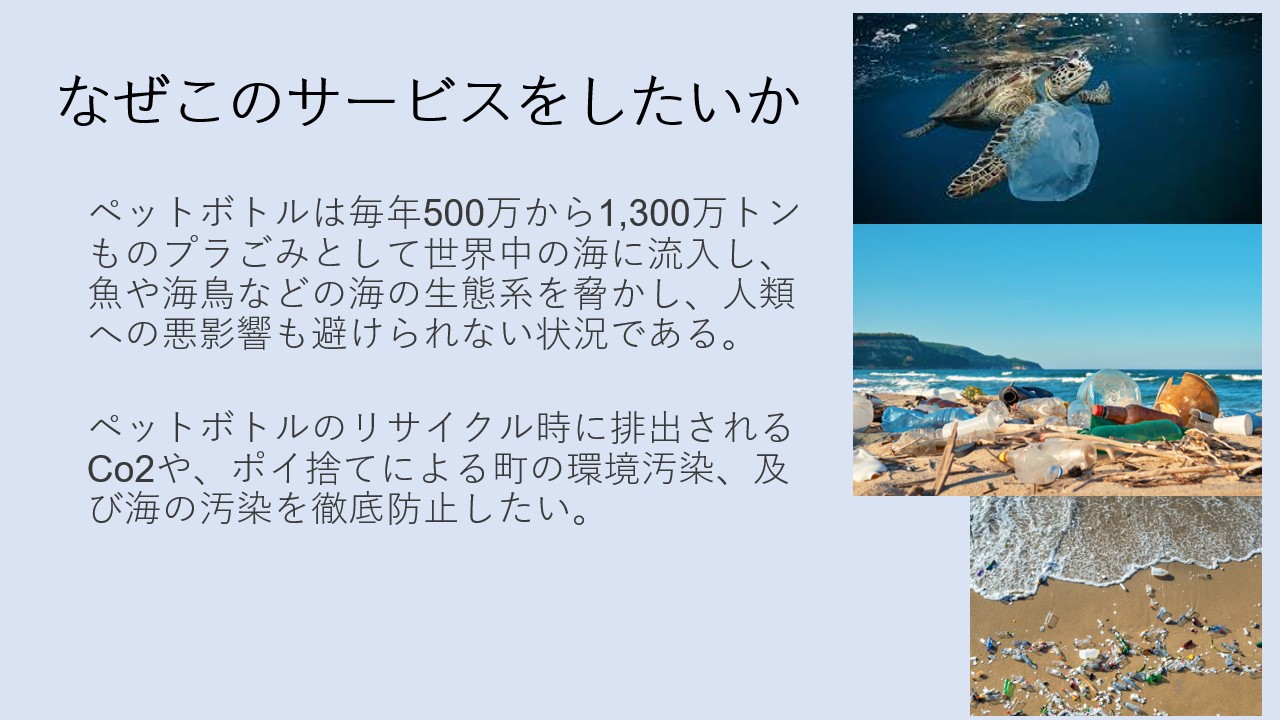 なぜこのサービスをしたいか
ペットボトルは毎年500万から1,300万トン
ものプラごみとして世界中の海に流入し、
魚や海鳥などの海の生態系を脅かし、人類
への悪影響も避けられない状況である。
ペットボトルのリサイクル時に排出される
Co2や、ポイ捨てによる町の環境汚染、及
び海の汚染を徹底防止したい。